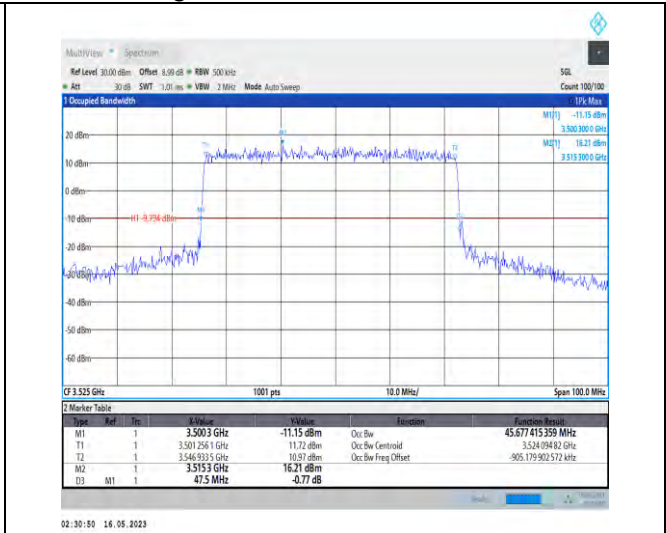 MultiView Spectrum
Ref Level 30.00 dBm Offset 8.99 dB RBW 500 kHz SGL
Att 30 dB SWT 1.01 ms VBW 2 MHz Mode Auto Sweep Count 100/100
1 Occupied Bandwidth 1Pk Max
M1[1] -11.15 dBm
3.500 300 0 GHz
M2[1] 16.21 dBm
3.515 300 0 GHz
20 dBm
10 dBm
0 dBm
-10 dBm H1 -9.794 dBm
-20 dBm
-30 dBm
-40 dBm
-50 dBm
-60 dBm
CF 3.525 GHz 1001 pts 10.0 MHz/ Span 100.0 MHz
2 Marker Table
Type Ref Trc X-Value Y-Value Function Function Result
M1 1 3.5003 GHz -11.15 dBm Occ Bw 45.677 415 359 MHz
T1 1 3.501 256 1 GHz 11.72 dBm Occ Bw Centroid 3.524 094 82 GHz
T2 1 3.546 933 5 GHz 10.97 dBm Occ Bw Freq Offset -905.179 902 572 kHz
M2 1 3.5153 GHz 16.21 dBm
D3 M1 1 47.5 MHz -0.77 dB
02:30:50 16.05.2023